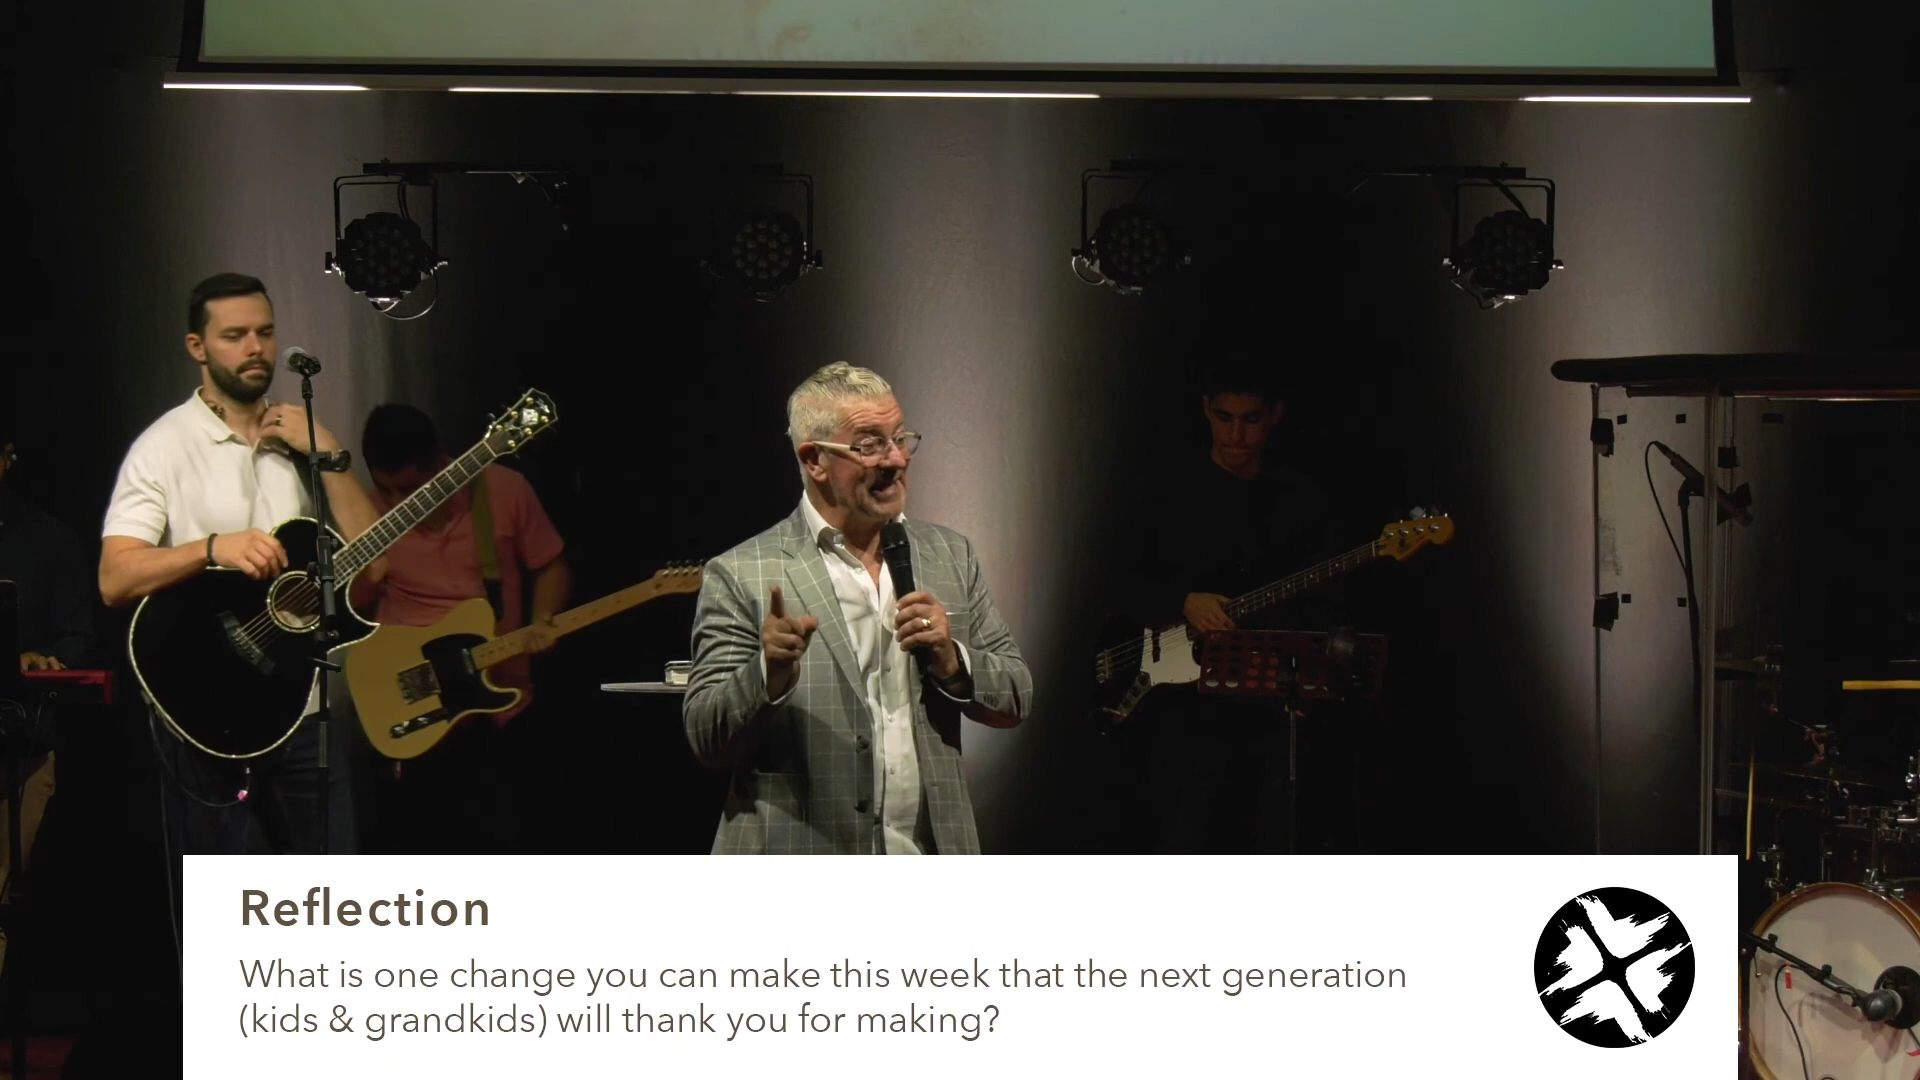 Reflection
What is one change you can make this week that the next generation
(kids & grandkids) will thank you for making?